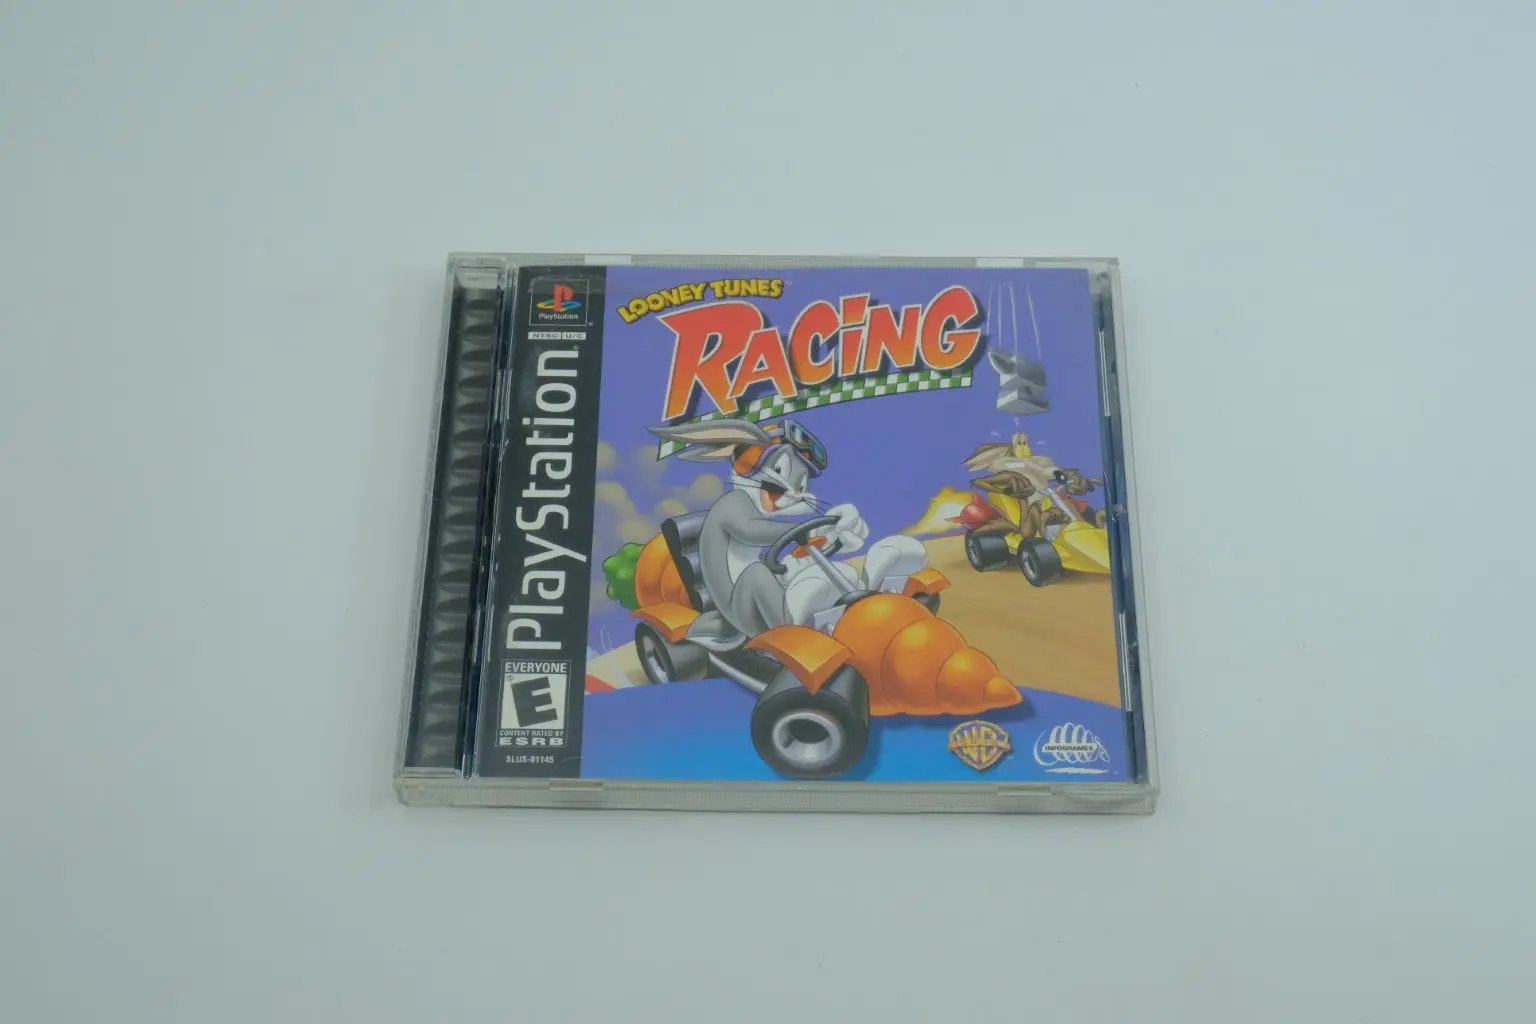 PlayStation
NTSC U/C
PlayStation
EVERYONE
E
CONTENT RATED BY
ESRB
SLUS-01145
LOONEY TUNES
RACING
WB
INFOGRAMES